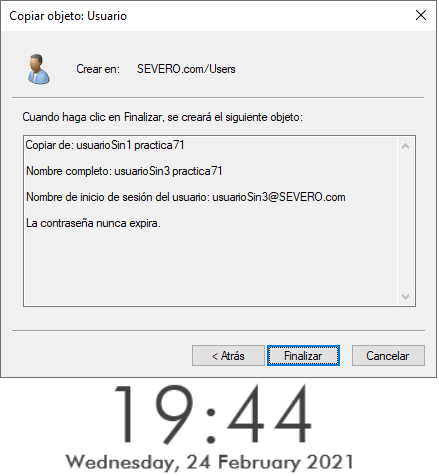 Copiar objeto: Usuario
Crear en: SEVERO.com/Users
Cuando haga clic en Finalizar, se creará el siguiente objeto:
Copiar de: usuarioSin1 practica71
Nombre completo: usuarioSin3 practica71
Nombre de inicio de sesión del usuario: usuarioSin3@SEVERO.com
La contraseña nunca expira.
< Atrás Finalizar Cancelar
19:44
Wednesday, 24 February 2021